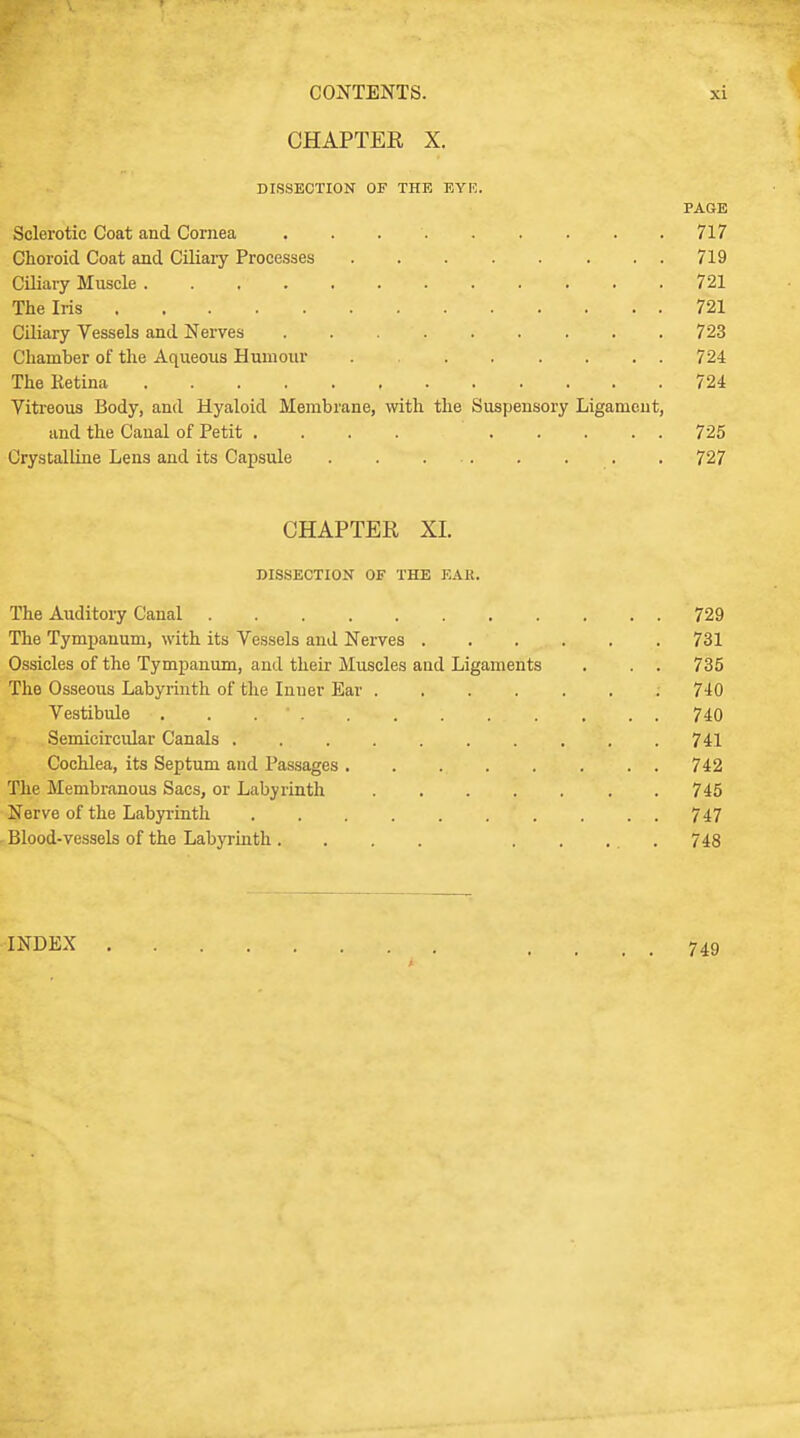 CONTENTS. xi
CHAPTER X.
DISSECTION OF THE EYE.
PAGE
Sclerotic Coat and Cornea . . . . . . . . . 717
Choroid Coat and Ciliary Processes . . . . . . . . 719
Ciliary Muscle . . . . . . . . . . . . 721
The Iris . . . . . . . . . . . . . 721
Ciliary Vessels and Nerves . . . . . . . . . 723
Chamber of the Aqueous Humour . . . . . . . 724
The Retina . . . . . . . . . . . . 724
Vitreous Body, and Hyaloid Membrane, with the Suspensory Ligament,
and the Canal of Petit . . . . . . . . . 725
Crystalline Lens and its Capsule . . . . . . . . 727
CHAPTER XI.
DISSECTION OF THE EAR.
The Auditory Canal . . . . . . . . . . . 729
The Tympanum, with its Vessels and Nerves . . . . . . 731
Ossicles of the Tympanum, and their Muscles and Ligaments . . . 735
The Osseous Labyrinth of the Inner Ear . . . . . . . 740
Vestibule . . . . . . . . . . . . 740
Semicircular Canals . . . . . . . . . . 741
Cochlea, its Septum and Passages . . . . . . . . 742
The Membranous Sacs, or Labyrinth . . . . . . . 745
Nerve of the Labyrinth . . . . . . . . . . 747
Blood-vessels of the Labyrinth . . . . . . . . 748
INDEX . . . . . . . . . . . . 749